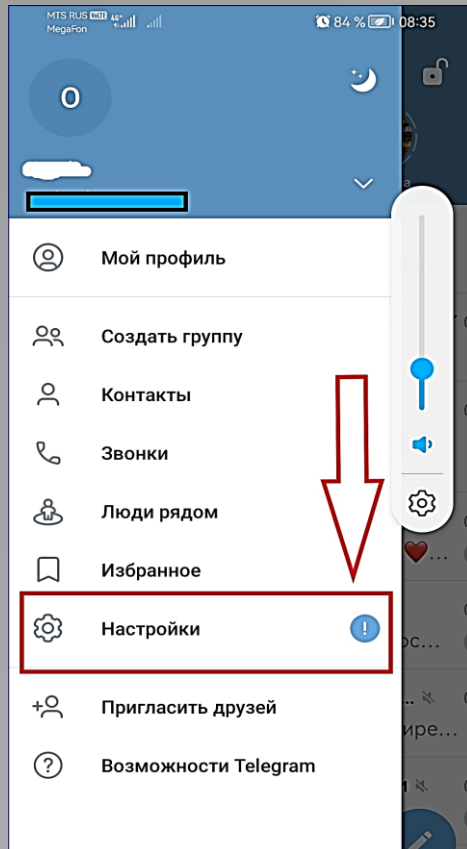 MTS RUS
MegaFon
84 % 08:35
О
Мой профиль
Создать группу
Контакты
Звонки
Люди рядом
Избранное
Настройки
Пригласить друзей
Возможности Telegram